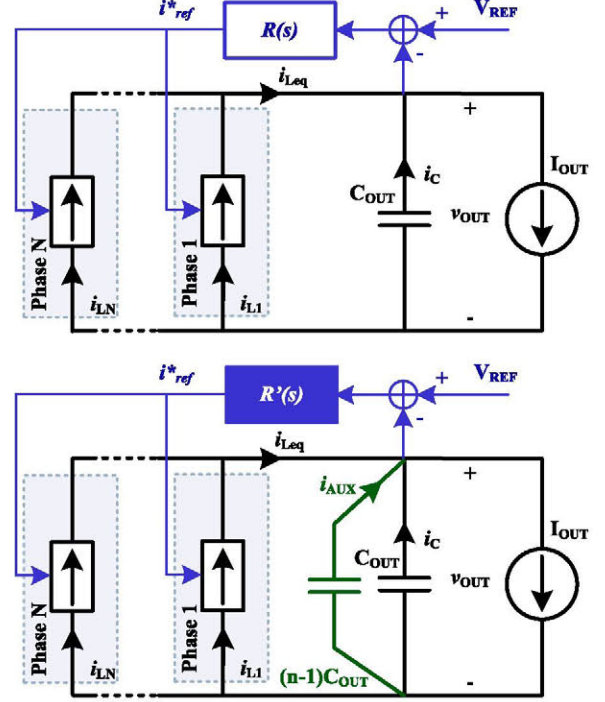 i*ref
R(s)
+
VREF
-
iLeq
+
Phase N
iLN
Phase 1
iL1
COUT
iC
vOUT
IOUT
-
i*ref
R'(s)
+
VREF
-
iLeq
+
iAUX
Phase N
iLN
Phase 1
iL1
COUT
iC
vOUT
IOUT
(n-1)COUT
-